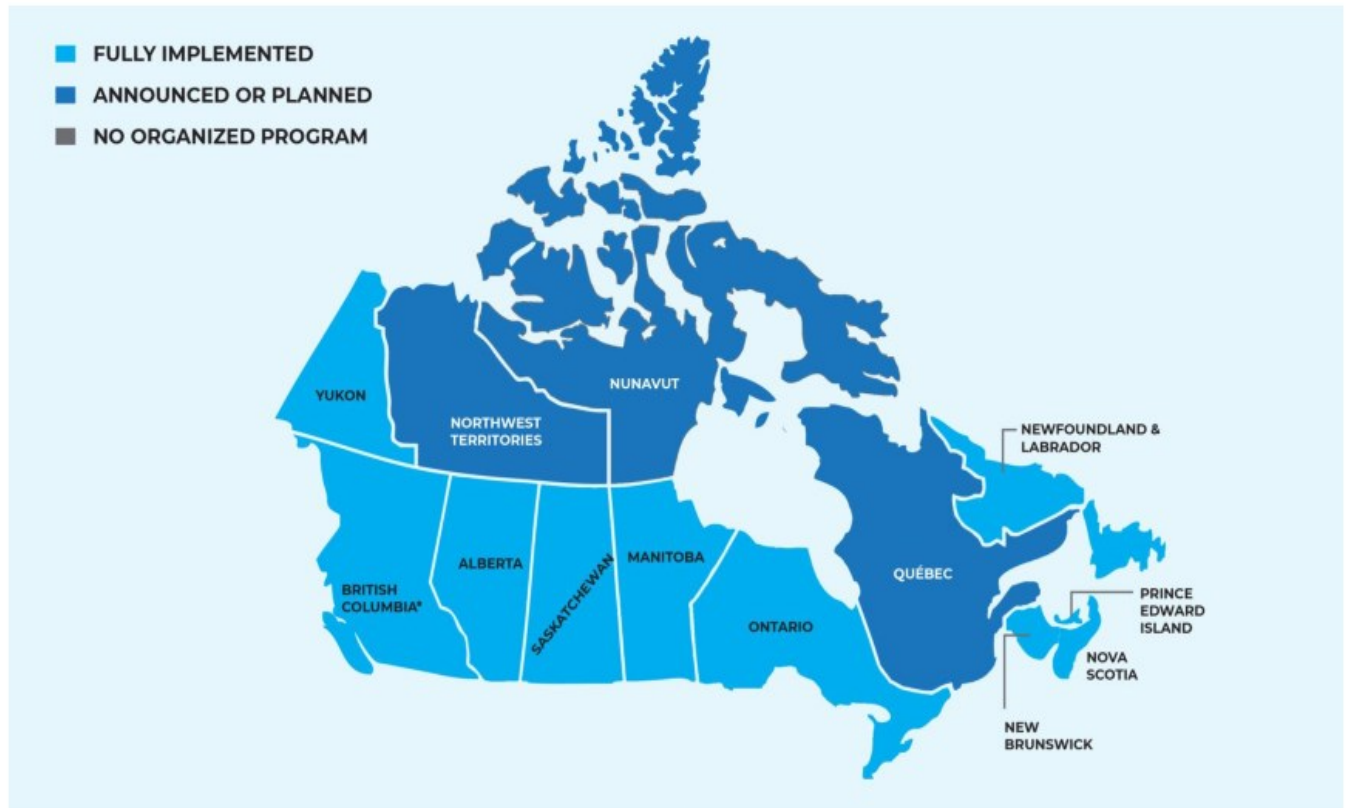 FULLY IMPLEMENTED
ANNOUNCED OR PLANNED
NO ORGANIZED PROGRAM
YUKON
NORTHWEST
TERRITORIES
NUNAVUT
NEWFOUNDLAND &
LABRADOR
BRITISH
COLUMBIA*
ALBERTA
SASKATCHEWAN
MANITOBA
ONTARIO
QUÉBEC
PRINCE
EDWARD
ISLAND
NOVA
SCOTIA
NEW
BRUNSWICK